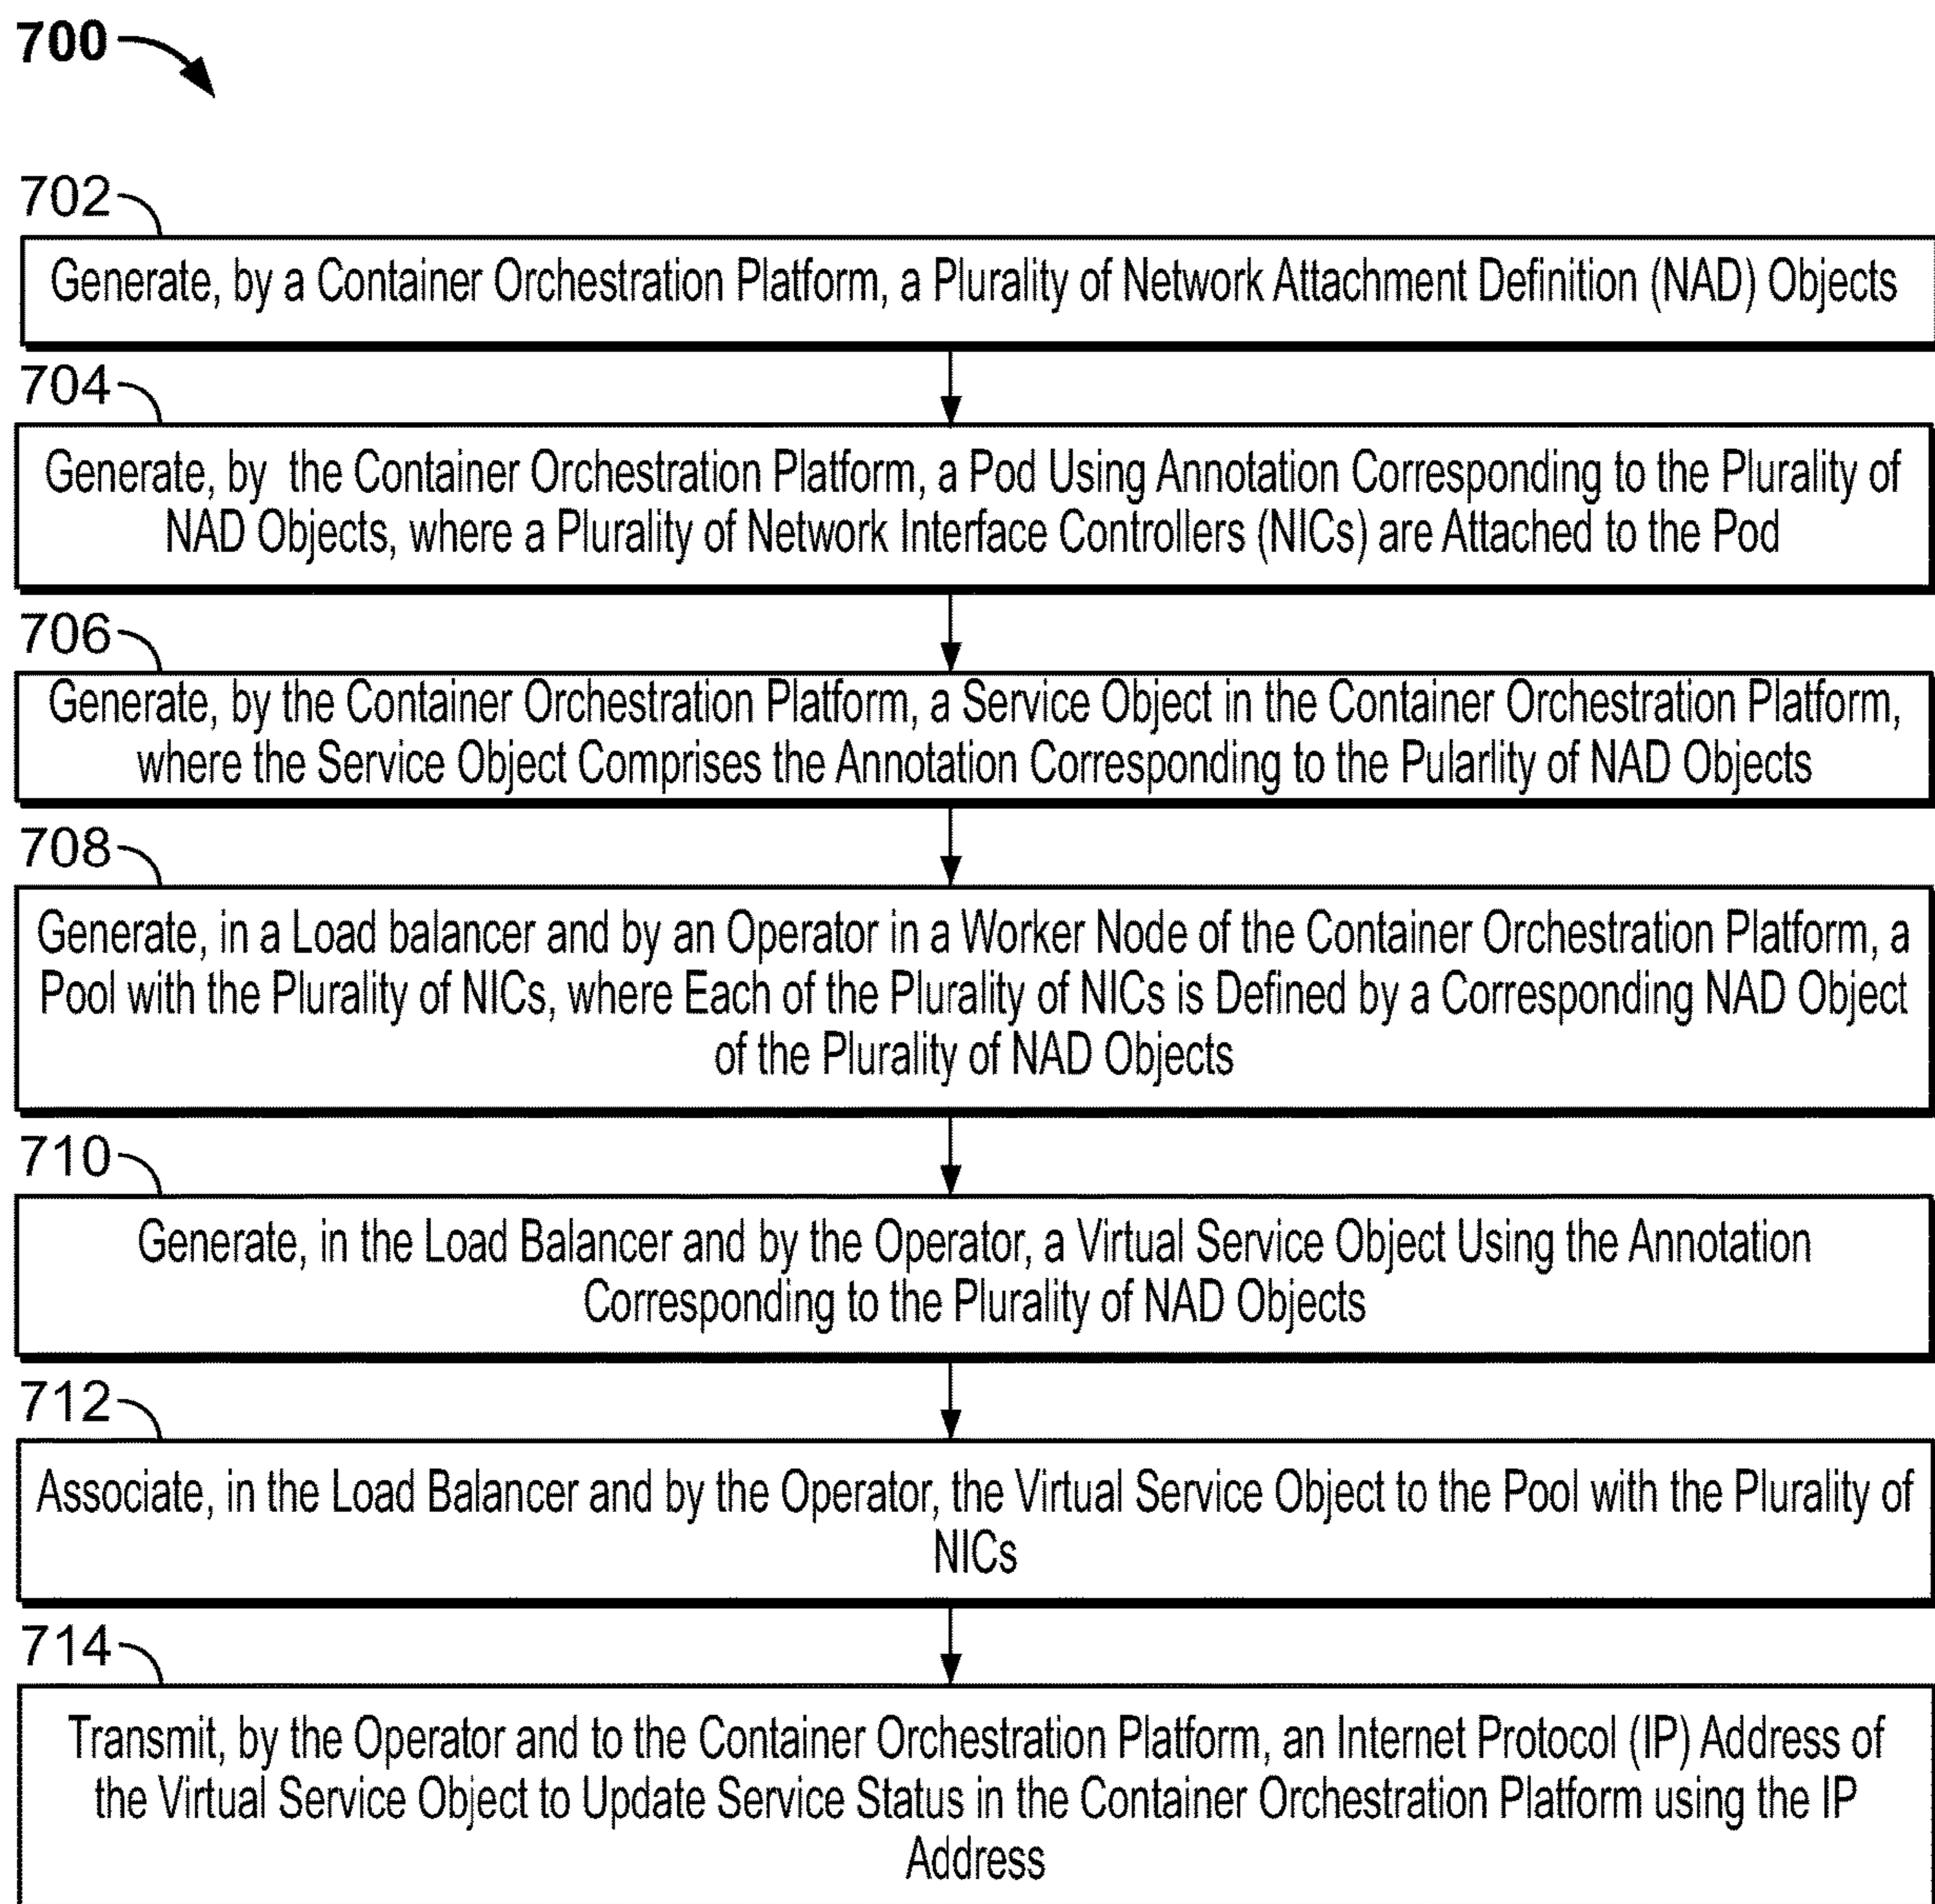 700
702
Generate, by a Container Orchestration Platform, a Plurality of Network Attachment Definition (NAD) Objects
704
Generate, by the Container Orchestration Platform, a Pod Using Annotation Corresponding to the Plurality of
NAD Objects, where a Plurality of Network Interface Controllers (NICs) are Attached to the Pod
706
Generate, by the Container Orchestration Platform, a Service Object in the Container Orchestration Platform,
where the Service Object Comprises the Annotation Corresponding to the Pularlity of NAD Objects
708
Generate, in a Load balancer and by an Operator in a Worker Node of the Container Orchestration Platform, a
Pool with the Plurality of NICs, where Each of the Plurality of NICs is Defined by a Corresponding NAD Object
of the Plurality of NAD Objects
710
Generate, in the Load Balancer and by the Operator, a Virtual Service Object Using the Annotation
Corresponding to the Plurality of NAD Objects
712
Associate, in the Load Balancer and by the Operator, the Virtual Service Object to the Pool with the Plurality of
NICs
714
Transmit, by the Operator and to the Container Orchestration Platform, an Internet Protocol (IP) Address of
the Virtual Service Object to Update Service Status in the Container Orchestration Platform using the IP
Address